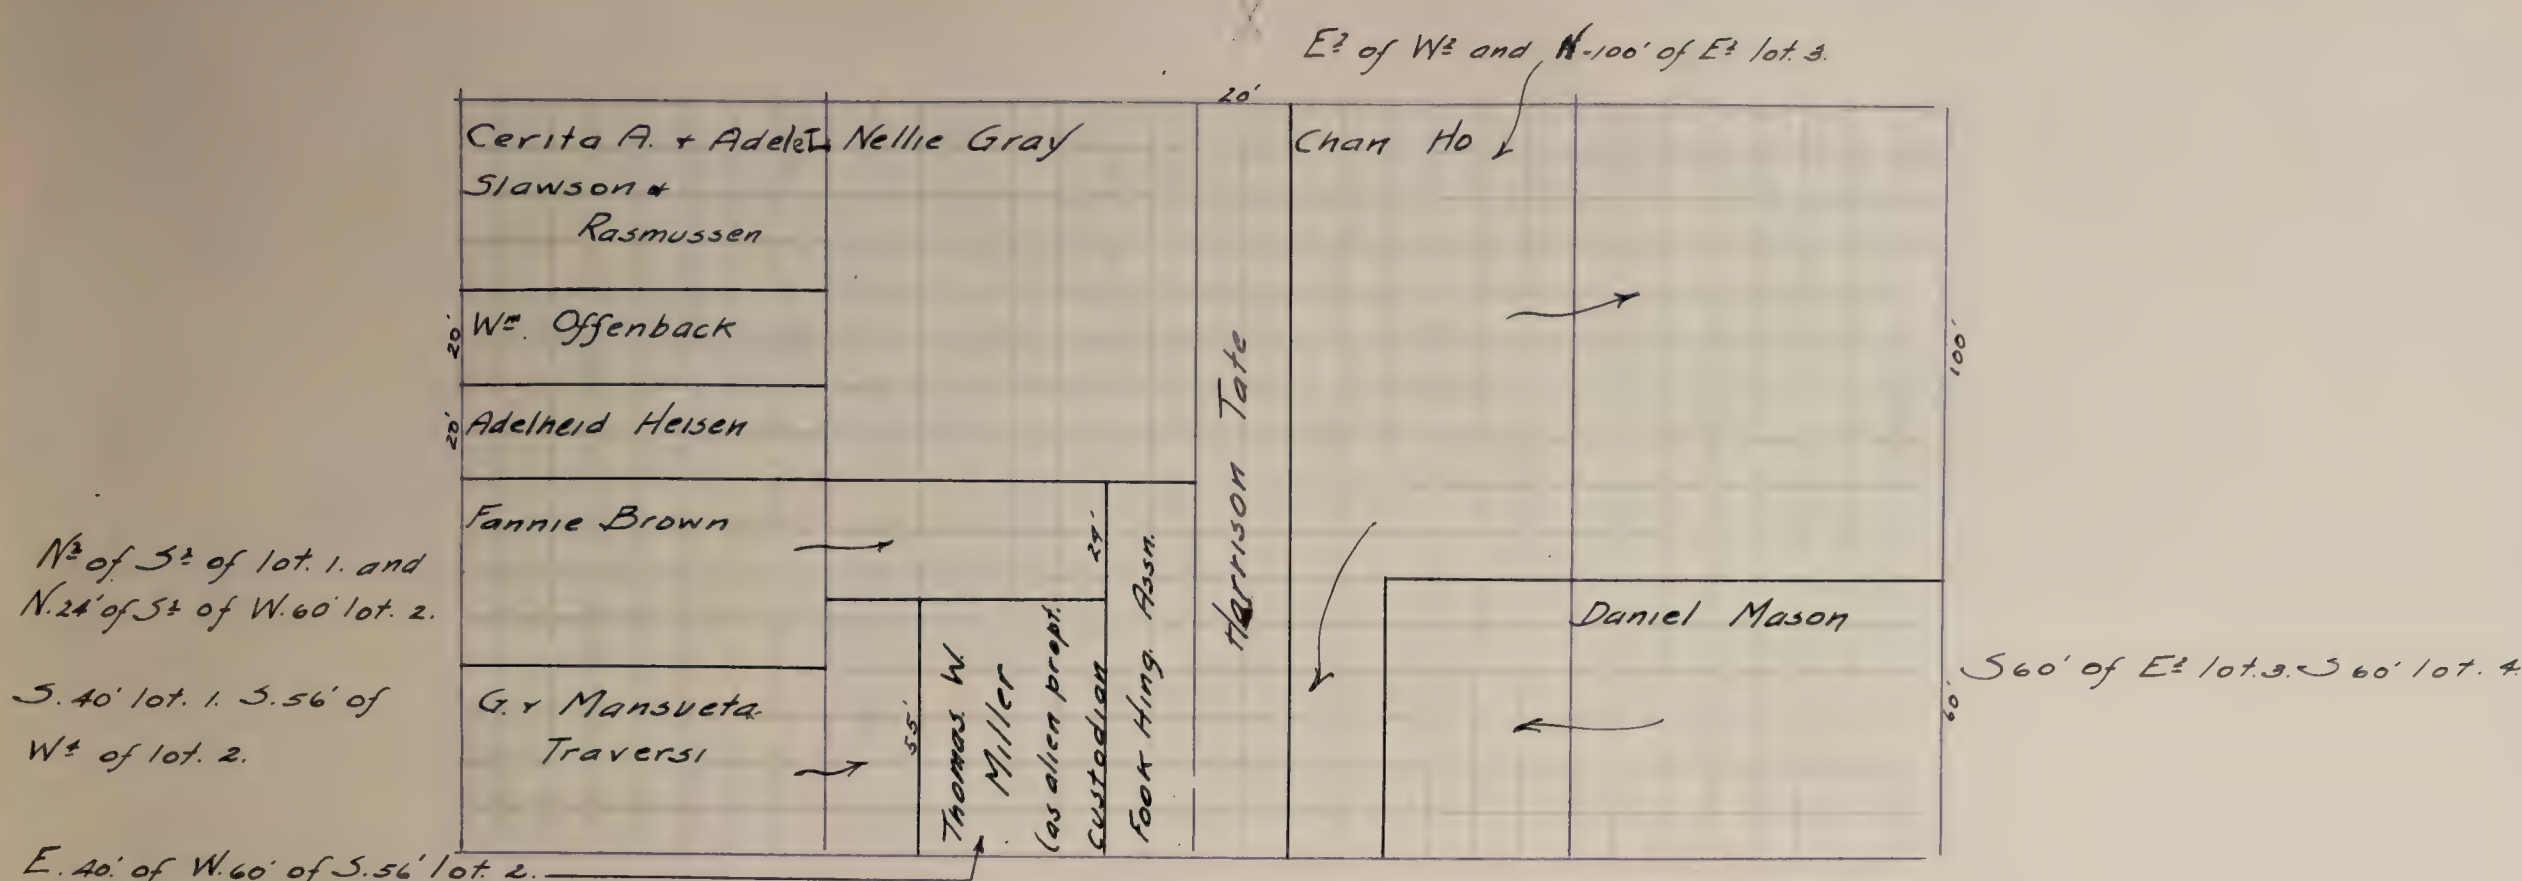 E½ of W½ and N-100' of E½ lot. 3.
20'
Cerita A. + Adele I.
Slawson &
Rasmussen
Nellie Gray
Chan Ho
20'
Wm. Offenback
20'
Adelheid Heisen
Harrison Tate
100'
Fannie Brown
24'
N½ of S½ of lot. 1. and
N.24' of S½ of W.60' lot. 2.
Daniel Mason
S 60' of E½ lot. 3. S 60' lot. 4.
60'
S. 40' lot. 1. S. 56' of
W¼ of lot. 2.
G. & Mansueta
Traversi
55'
Thomas. W.
Miller
(as alien propt.
custodian
Fook Hing. Assn.
E. 40' of W. 60' of S. 56' lot. 2.